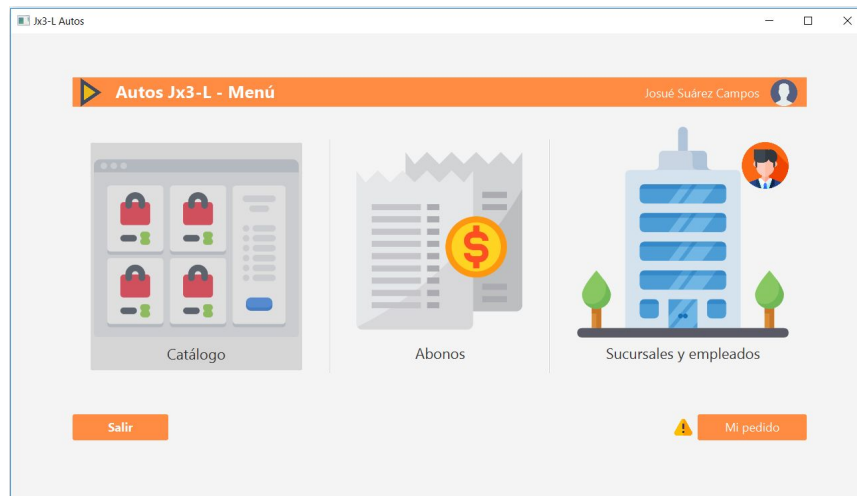 Jx3-L Autos
Autos Jx3-L - Menú
Josué Suárez Campos
Catálogo
Abonos
Sucursales y empleados
Salir
Mi pedido